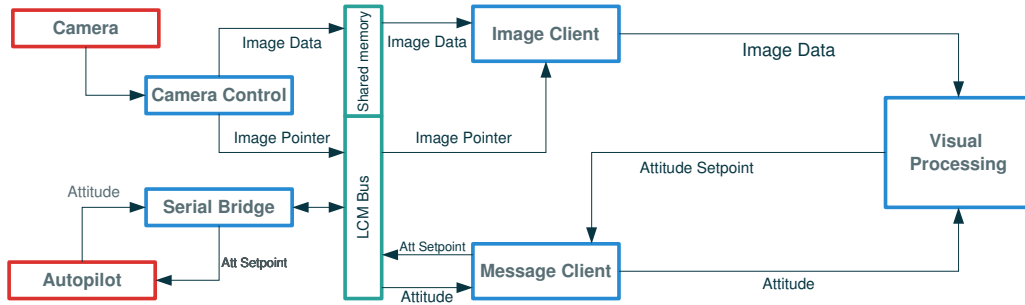 Camera
Image Data
Shared memory
Image Data
Image Client
Image Data
Camera Control
Image Pointer
Image Pointer
Visual
Processing
Attitude Setpoint
Attitude
Serial Bridge
LCM Bus
Att Setpoint
Att Setpoint
Autopilot
Attitude
Message Client
Attitude